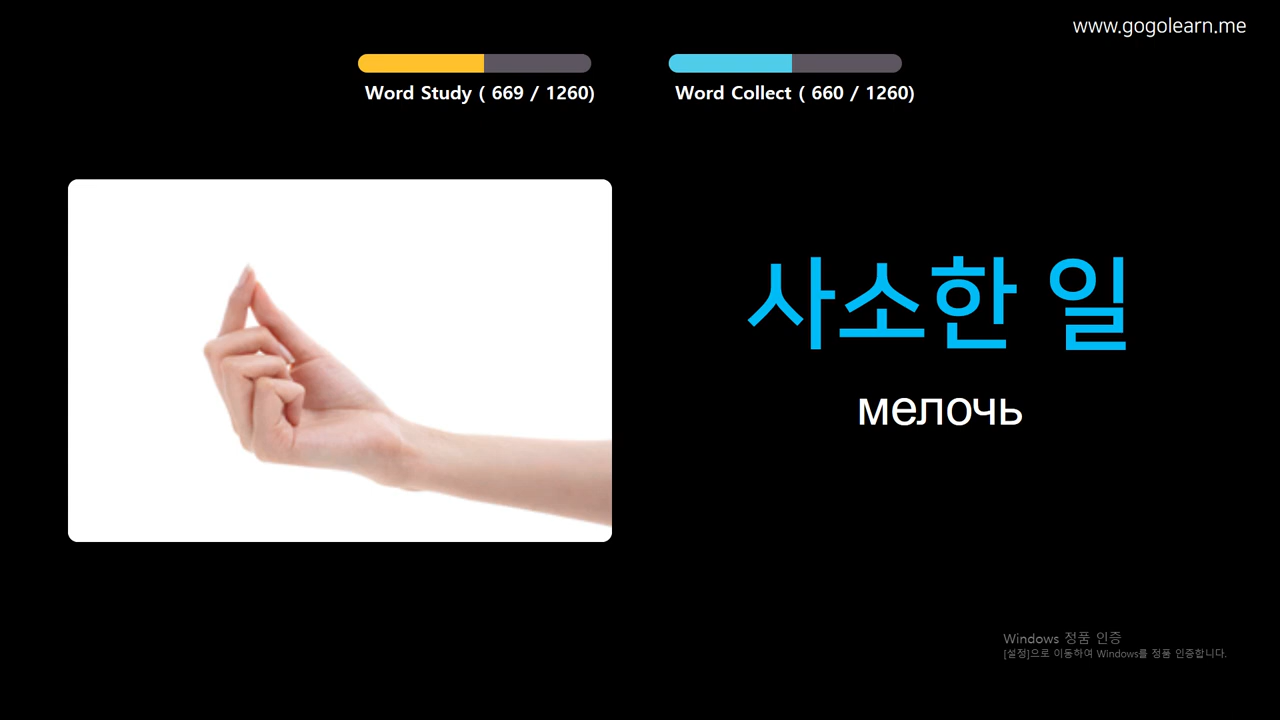 www.gogolearn.me
Word Study ( 669 / 1260)
Word Collect ( 660 / 1260)
사소한 일
мелочь
Windows 정품 인증
[설정]으로 이동하여 Windows를 정품 인증합니다.